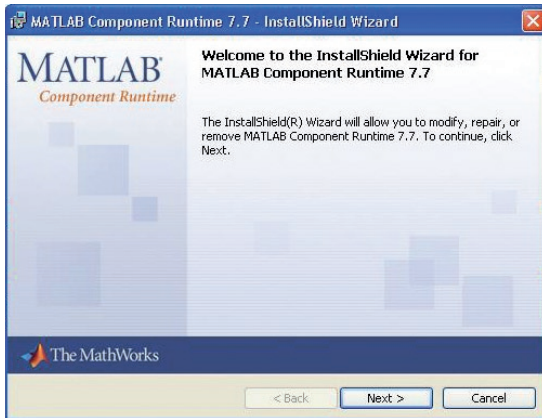 MATLAB Component Runtime 7.7 - InstallShield Wizard
MATLAB
Component Runtime
Welcome to the InstallShield Wizard for
MATLAB Component Runtime 7.7
The InstallShield(R) Wizard will allow you to modify, repair, or
remove MATLAB Component Runtime 7.7. To continue, click
Next.
The MathWorks
< Back
Next >
Cancel